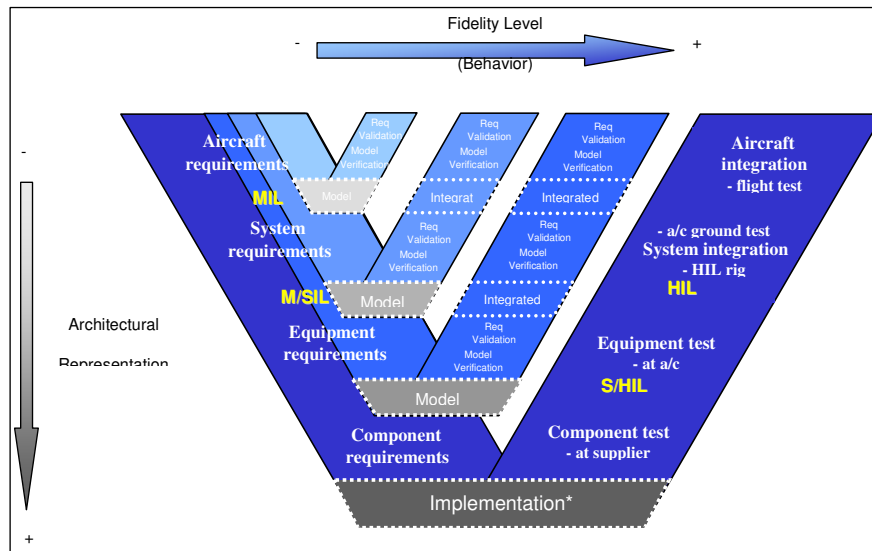 Fidelity Level
- +
(Behavior)
-
Architectural
Representation
+
Aircraft
requirements
MIL
System
requirements
M/SIL
Equipment
requirements
Component
requirements
Req
Validation
Model
Verification
Model
Req
Validation
Model
Verification
Integrat
Req
Validation
Model
Verification
Model
Req
Validation
Model
Verification
Integrated
Req
Validation
Model
Verification
Integrated
Req
Validation
Model
Verification
Model
Implementation*
Aircraft
integration
- flight test
- a/c ground test
System integration
- HIL rig
HIL
Equipment test
- at a/c
S/HIL
Component test
- at supplier